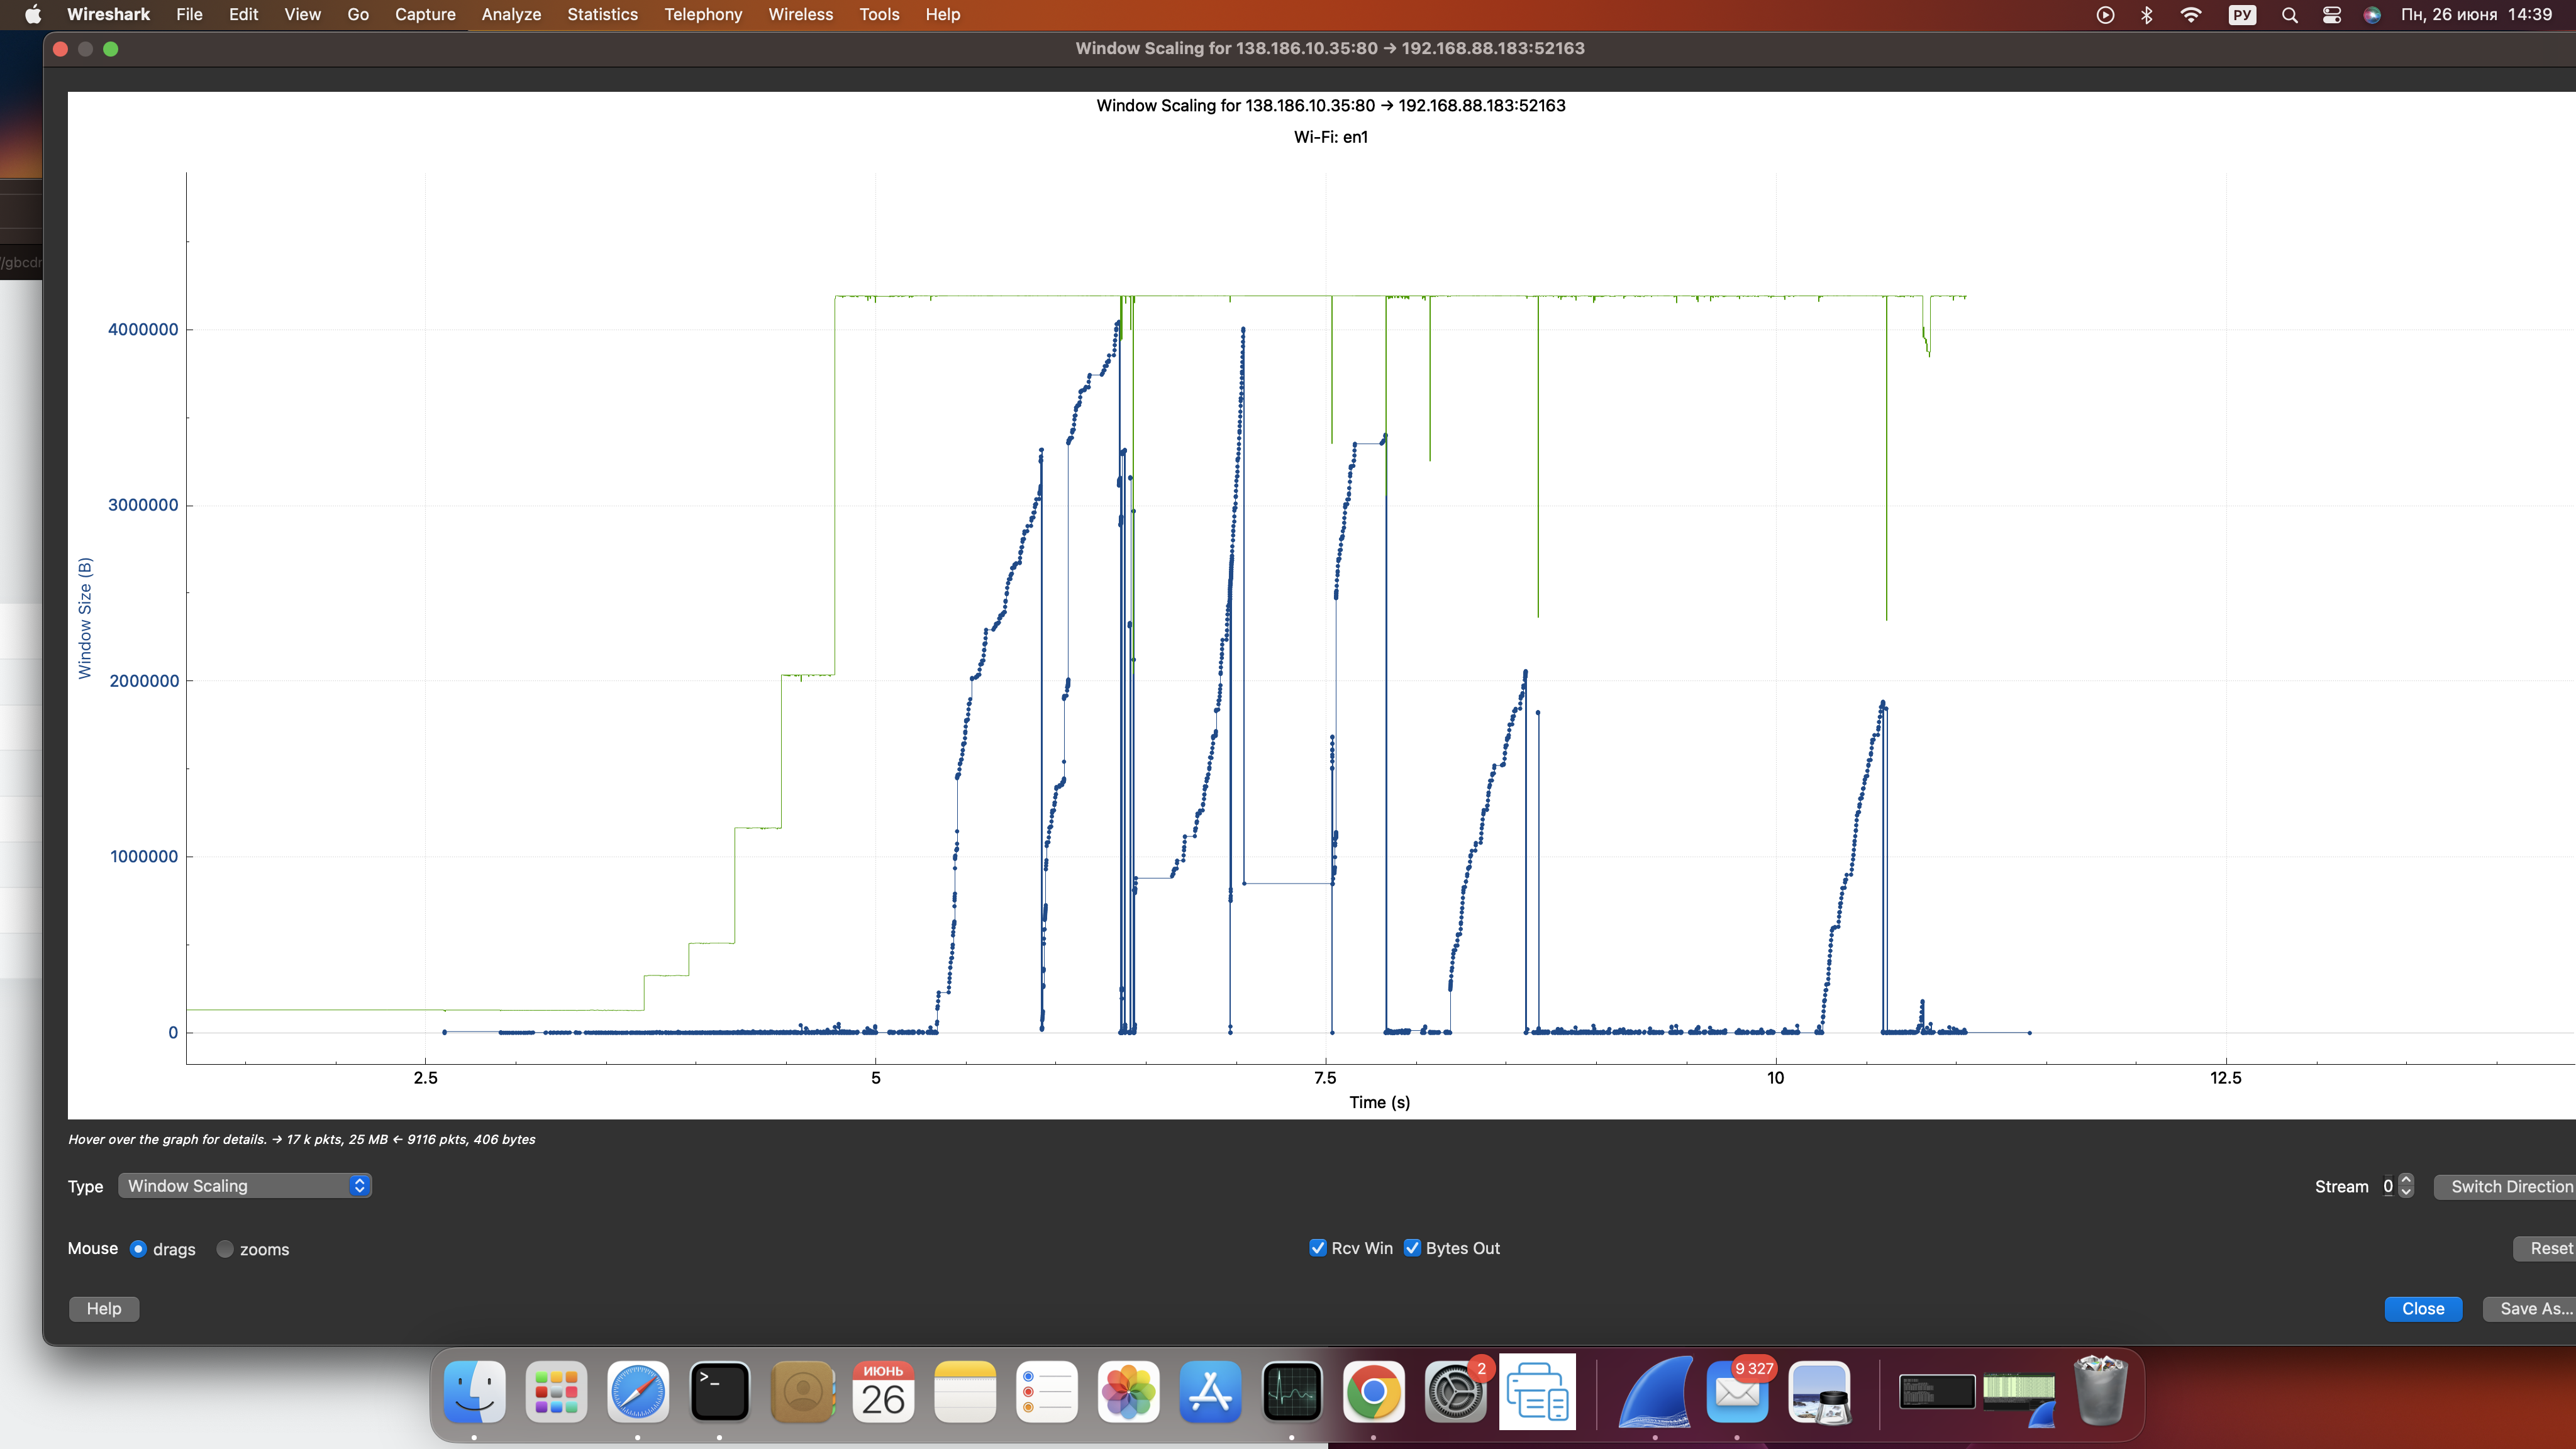 Wireshark File Edit View Go Capture Analyze Statistics Telephony Wireless Tools Help РУ Пн, 26 июня 14:39
Window Scaling for 138.186.10.35:80 → 192.168.88.183:52163
Window Scaling for 138.186.10.35:80 → 192.168.88.183:52163
Wi-Fi: en1
//gbcdr
4000000
3000000
2000000
1000000
0
Window Size (B)
2.5 5 7.5 10 12.5
Time (s)
Hover over the graph for details. → 17 k pkts, 25 MB ← 9116 pkts, 406 bytes
Type Window Scaling Stream 0 Switch Direction
Mouse drags zooms Rcv Win Bytes Out Reset
Help Close Save As…
ИЮНЬ
26
2
9 327
>_